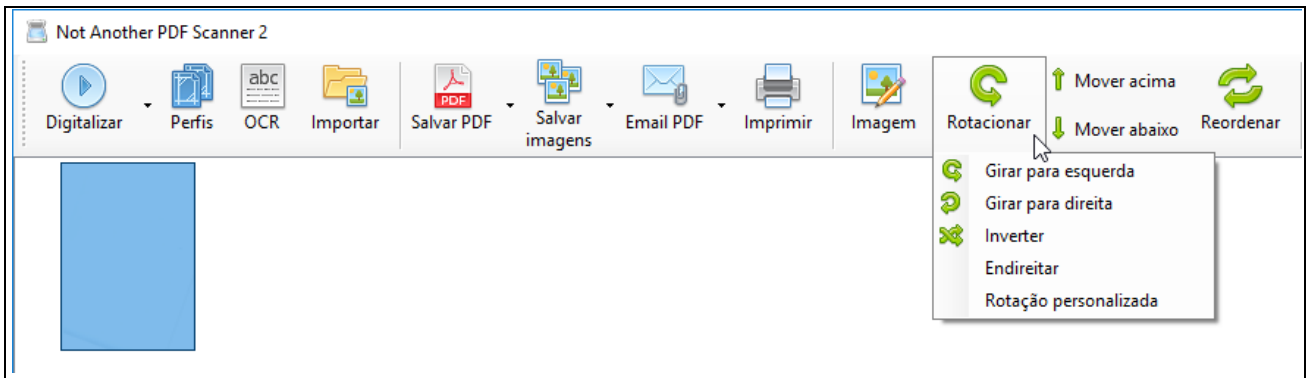 Not Another PDF Scanner 2
Digitalizar
Perfis
abc
OCR
Importar
PDF
Salvar PDF
Salvar
imagens
Email PDF
Imprimir
Imagem
Rotacionar
Mover acima
Mover abaixo
Reordenar
Girar para esquerda
Girar para direita
Inverter
Endireitar
Rotação personalizada